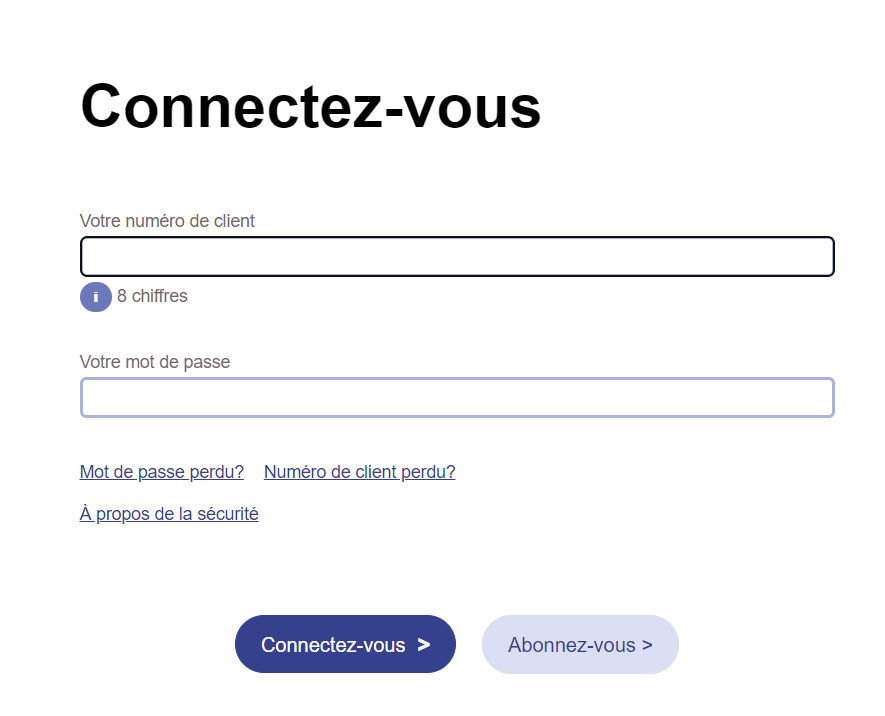 Connectez-vous
Votre numéro de client
i 8 chiffres
Votre mot de passe
Mot de passe perdu? Numéro de client perdu?
À propos de la sécurité
Connectez-vous > Abonnez-vous >